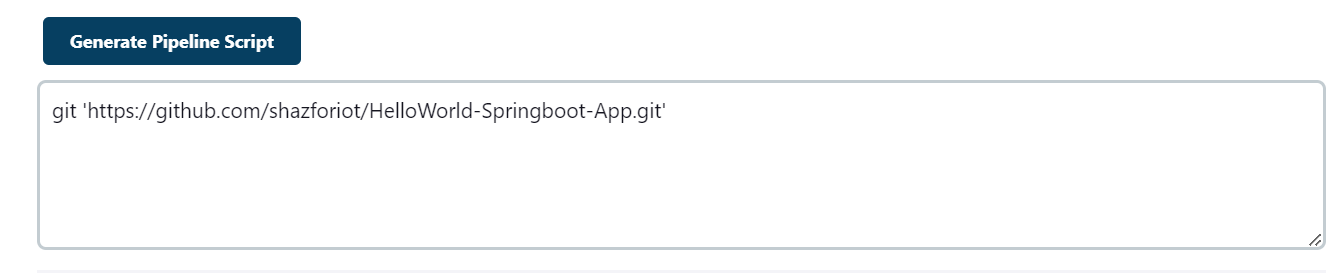 Generate Pipeline Script
git 'https://github.com/shazforiot/HelloWorld-Springboot-App.git'